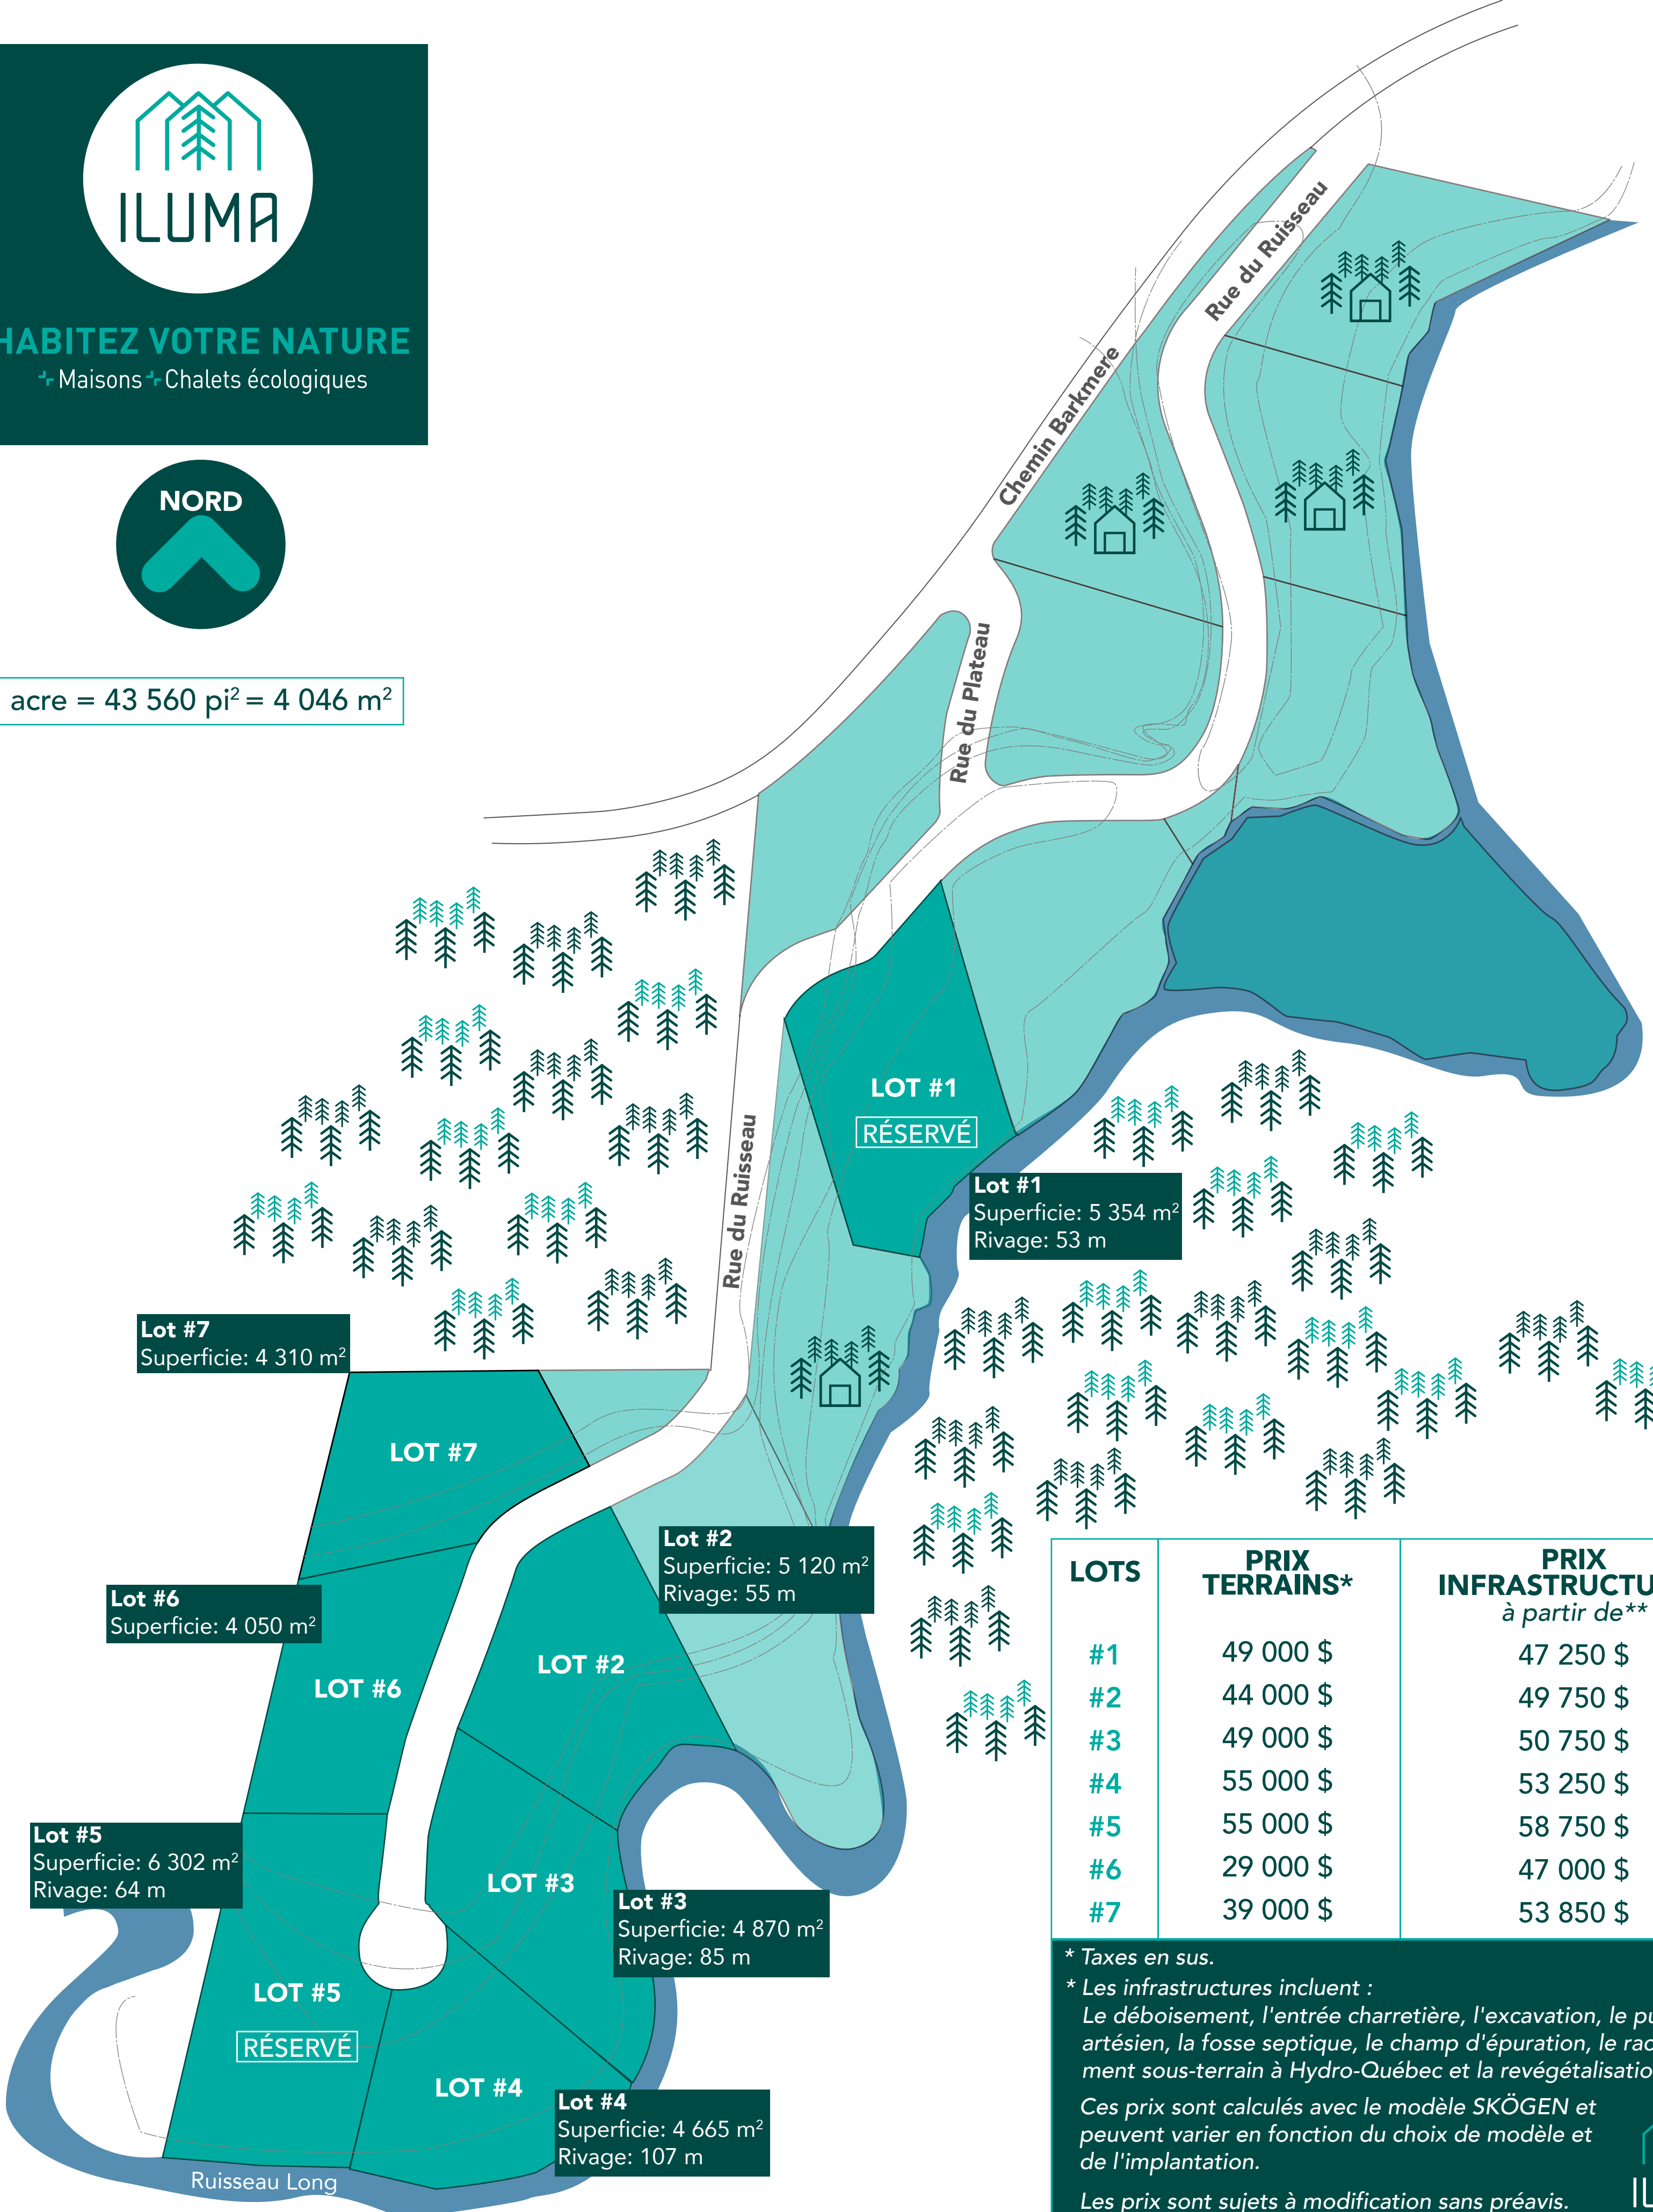 ILUMA
HABITEZ VOTRE NATURE
Maisons Chalets écologiques
NORD
acre = 43 560 pi² = 4 046 m²
Chemin Barkmere
Rue du Ruisseau
Rue du Plateau
Rue du Ruisseau
LOT #1
RÉSERVÉ
Lot #1
Superficie: 5 354 m²
Rivage: 53 m
Lot #7
Superficie: 4 310 m²
LOT #7
Lot #2
Superficie: 5 120 m²
Rivage: 55 m
Lot #6
Superficie: 4 050 m²
LOT #2
LOT #6
Lot #5
Superficie: 6 302 m²
Rivage: 64 m
LOT #3
Lot #3
Superficie: 4 870 m²
Rivage: 85 m
LOT #5
RÉSERVÉ
LOT #4
Lot #4
Superficie: 4 665 m²
Rivage: 107 m
Ruisseau Long
LOTS PRIX TERRAINS* PRIX INFRASTRUCTU
à partir de**
#1 49 000 $ 47 250 $
#2 44 000 $ 49 750 $
#3 49 000 $ 50 750 $
#4 55 000 $ 53 250 $
#5 55 000 $ 58 750 $
#6 29 000 $ 47 000 $
#7 39 000 $ 53 850 $
* Taxes en sus.
* Les infrastructures incluent :
Le déboisement, l'entrée charretière, l'excavation, le pu
artésien, la fosse septique, le champ d'épuration, le rac
ment sous-terrain à Hydro-Québec et la revégétalisatio
Ces prix sont calculés avec le modèle SKÖGEN et
peuvent varier en fonction du choix de modèle et
de l'implantation.
Les prix sont sujets à modification sans préavis.